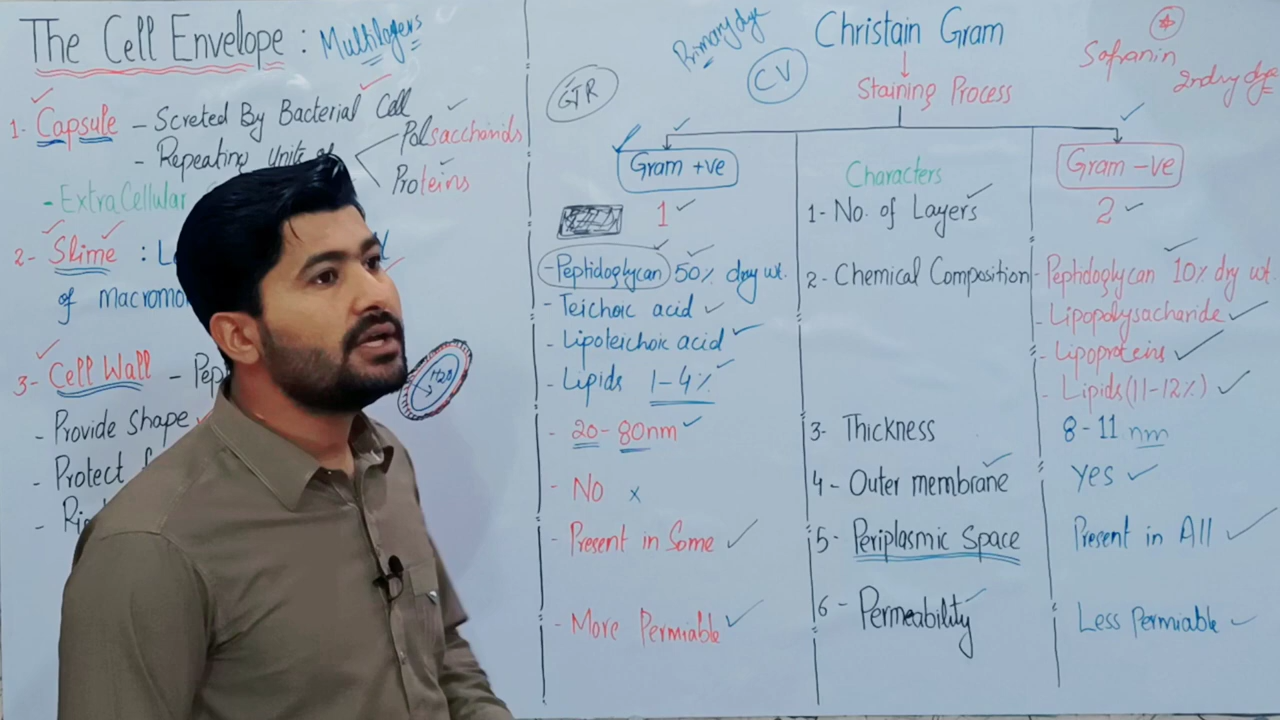 The Cell Envelope : Multilayers
1- Capsule - Screted By Bacterial Cell
- Repeating Units of
Polsaccharids
Proteins
- ExtraCellular
2- Slime :
of macromo
3- Cell Wall - Pep
- Provide Shape
- Protect
H20
Christain Gram
Staining Process
Primary dye
CV
GTR
Safranin
2ndry dye
Gram +ve
Characters
Gram -ve
1
1- No. of Layers
2
- Peptidoglycan 50% dry wt.
2- Chemical Composition
- Pephdoglycan 10% dry wt.
- Teichoic acid
- Lipopolysacharide
- Lipoteichoic acid
- Lipoproteins
- Lipids 1-4%
- Lipids (11-12%)
- 20-80nm
3- Thickness
8-11 nm
- No x
4- Outer membrane
Yes
- Present in Some
5- Periplasmic Space
Present in All
- More Permiable
6- Permeability
Less Permiable